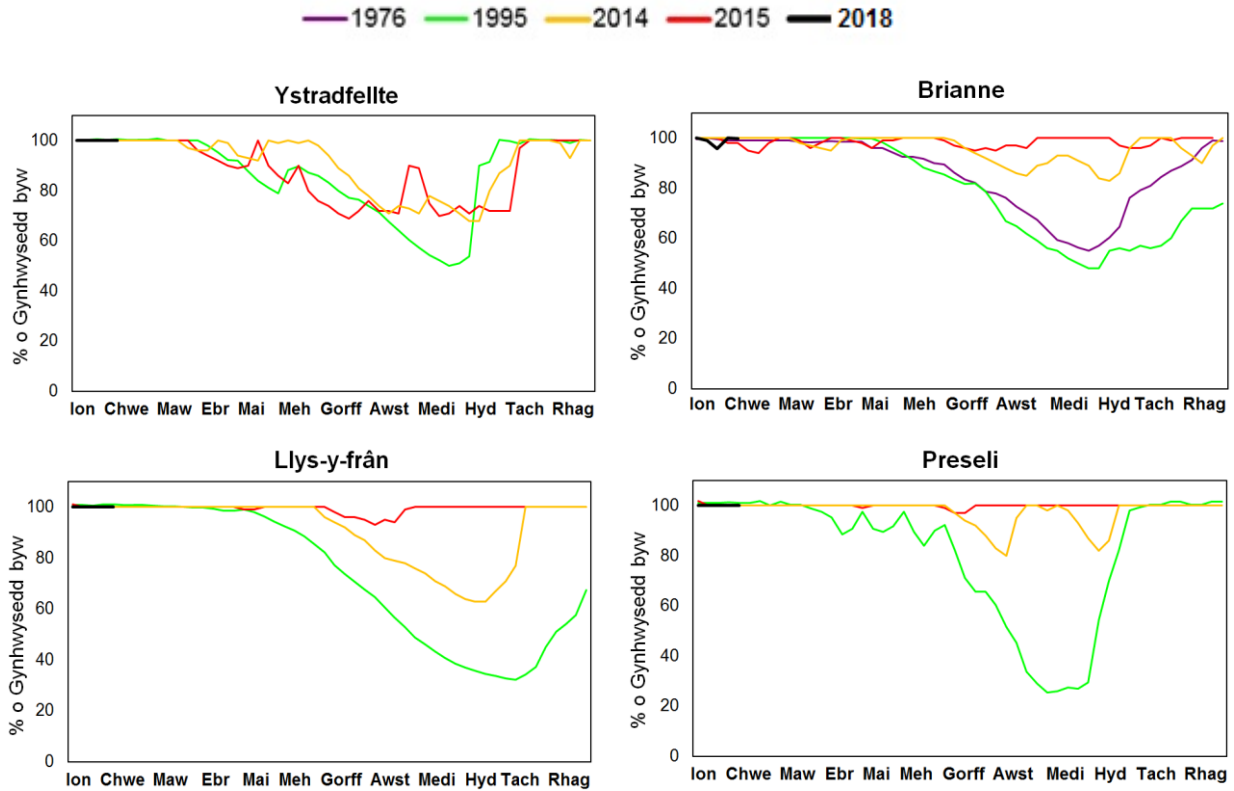 1976 1995 2014 2015 2018
Ystradfellte
% o Gynhwysedd byw
100
80
60
40
20
0
Ion Chwe Maw Ebr Mai Meh Gorff Awst Medi Hyd Tach Rhag
Brianne
% o Gynhwysedd byw
100
80
60
40
20
0
Ion Chwe Maw Ebr Mai Meh Gorff Awst Medi Hyd Tach Rhag
Llys-y-frân
% o Gynhwysedd byw
100
80
60
40
20
0
Ion Chwe Maw Ebr Mai Meh Gorff Awst Medi Hyd Tach Rhag
Preseli
% o Gynhwysedd byw
100
80
60
40
20
0
Ion Chwe Maw Ebr Mai Meh Gorff Awst Medi Hyd Tach Rhag